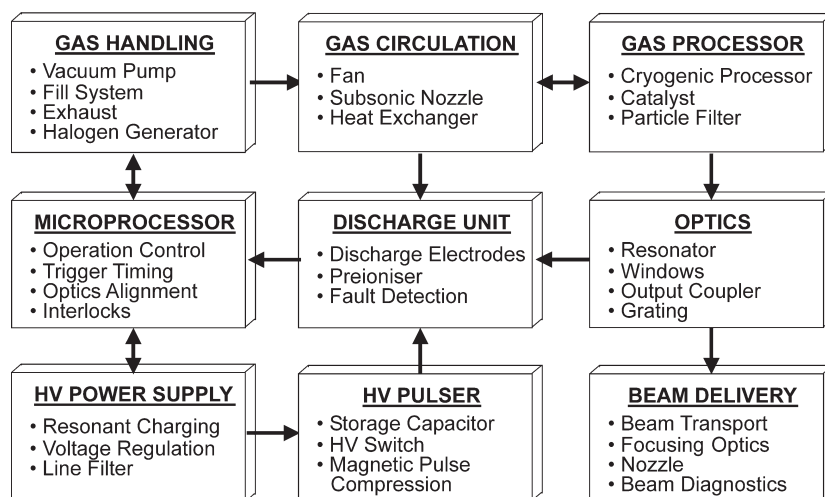 GAS HANDLING
• Vacuum Pump
• Fill System
• Exhaust
• Halogen Generator
GAS CIRCULATION
• Fan
• Subsonic Nozzle
• Heat Exchanger
GAS PROCESSOR
• Cryogenic Processor
• Catalyst
• Particle Filter
MICROPROCESSOR
• Operation Control
• Trigger Timing
• Optics Alignment
• Interlocks
DISCHARGE UNIT
• Discharge Electrodes
• Preioniser
• Fault Detection
OPTICS
• Resonator
• Windows
• Output Coupler
• Grating
HV POWER SUPPLY
• Resonant Charging
• Voltage Regulation
• Line Filter
HV PULSER
• Storage Capacitor
• HV Switch
• Magnetic Pulse
Compression
BEAM DELIVERY
• Beam Transport
• Focusing Optics
• Nozzle
• Beam Diagnostics